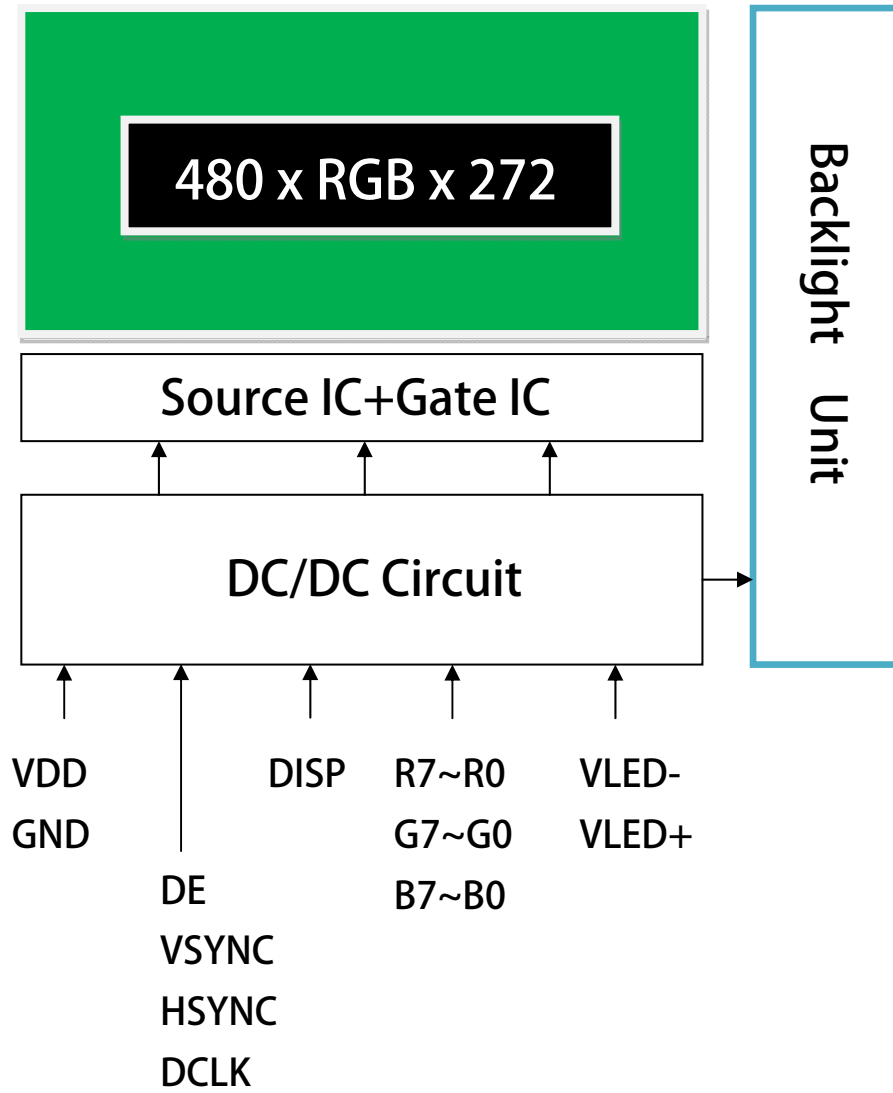 480 x RGB x 272
Backlight Unit
Source IC+Gate IC
DC/DC Circuit
VDD
GND
DE
VSYNC
HSYNC
DCLK
DISP
R7~R0
G7~G0
B7~B0
VLED-
VLED+